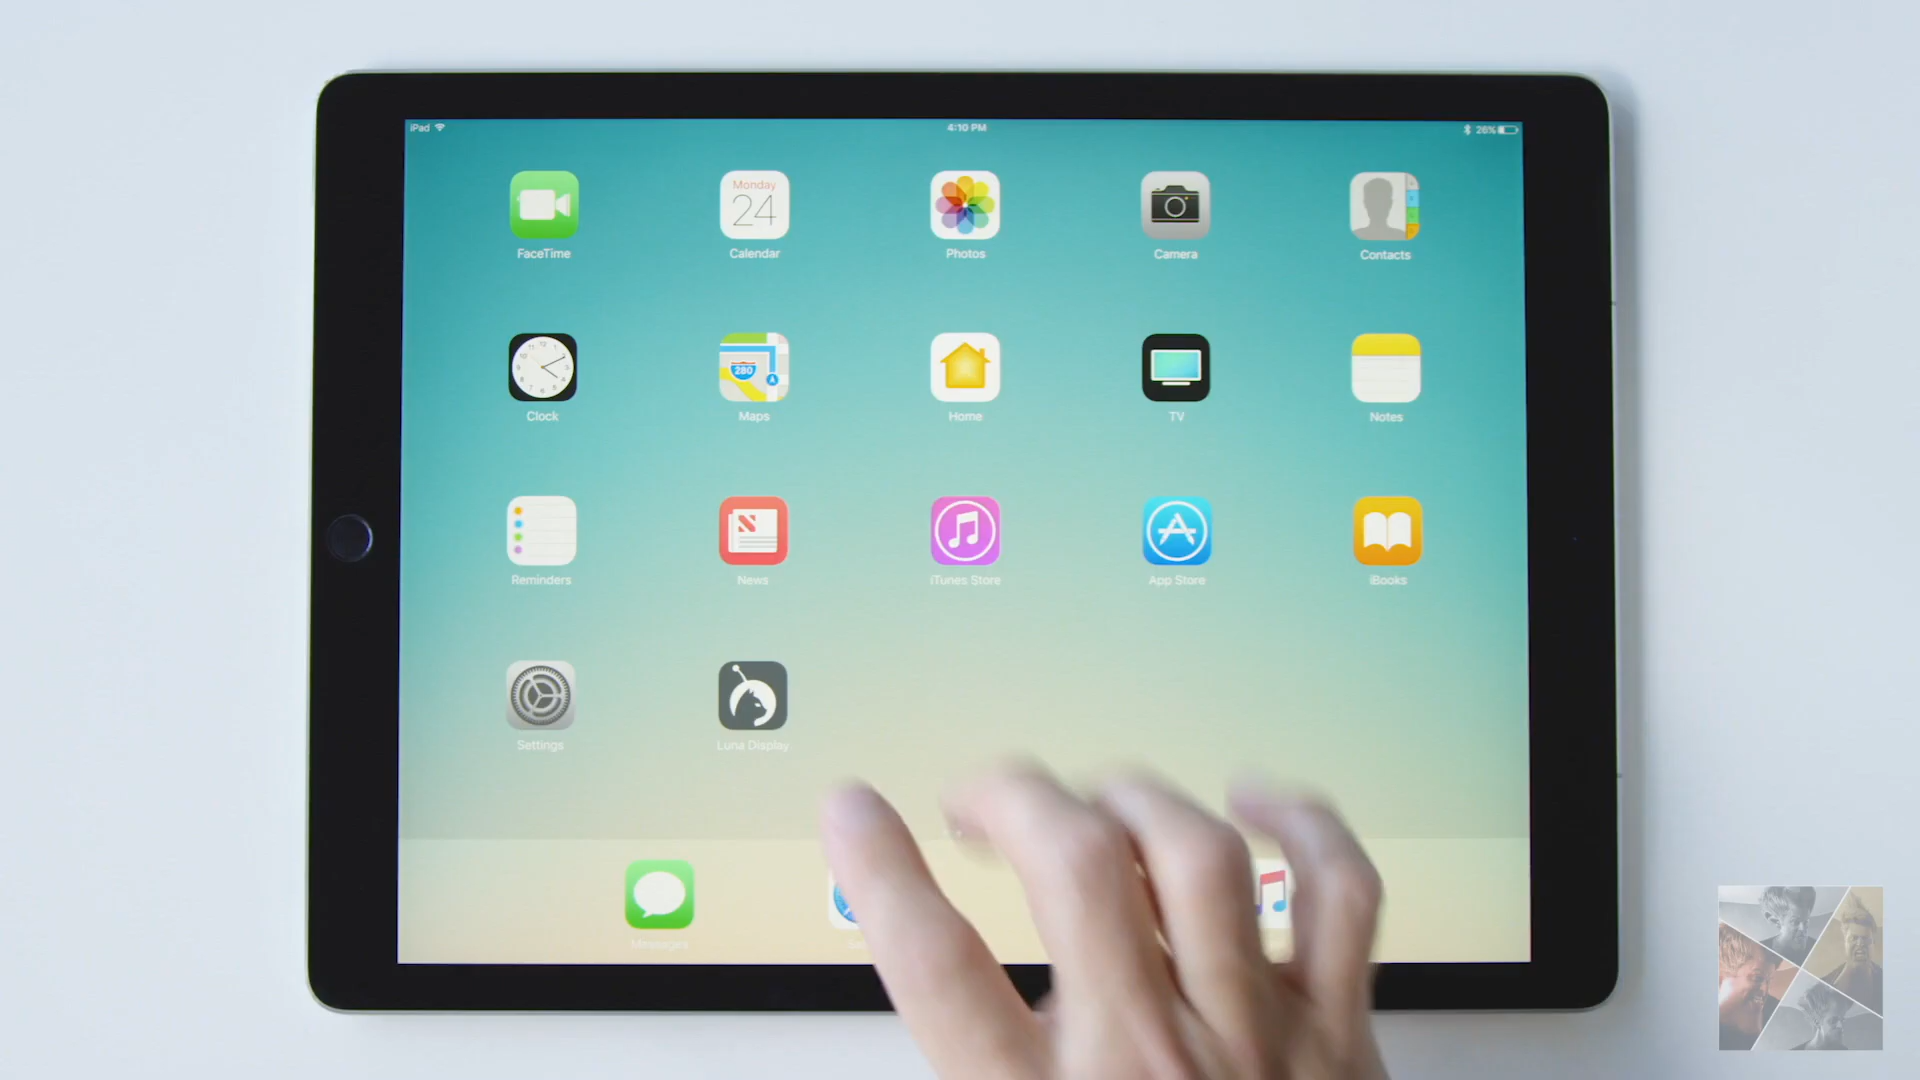 iPad 4:10 PM 26%
Monday
24
FaceTime Calendar Photos Camera Contacts
280
Clock Maps Home TV Notes
Reminders News iTunes Store App Store iBooks
Settings Luna Display
Messages